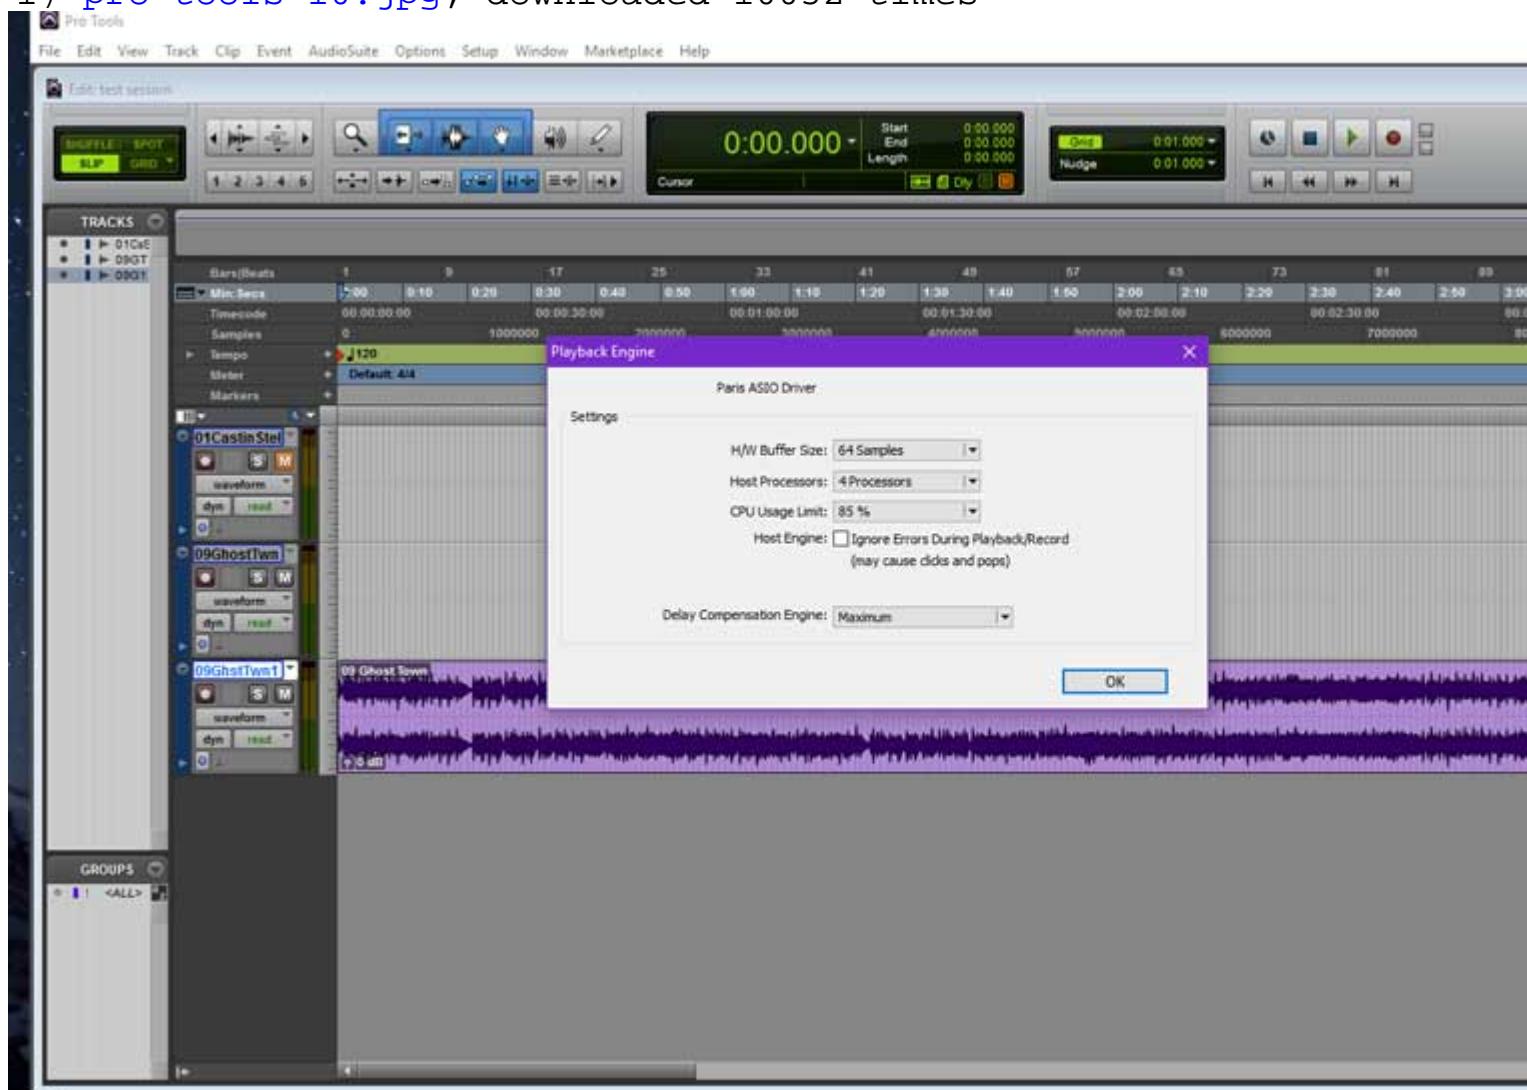 Pro Tools
File Edit View Track Clip Event AudioSuite Options Setup Window Marketplace Help
Edit: test session
SHUFFLE SPOT
SLIP GRID
1 2 3 4 5
0:00.000
Start 0:00.000
End 0:00.000
Length 0:00.000
Cursor
Dly
Grid 0:01.000
Nudge 0:01.000
TRACKS
01CsS
09GT
09G1
Bars|Beats 1 9 17 25 33 41 49 57 65 73 81 89
Min:Secs 0:00 0:10 0:20 0:30 0:40 0:50 1:00 1:10 1:20 1:30 1:40 1:50 2:00 2:10 2:20 2:30 2:40 2:50 3:00
Timecode 00:00:00:00 00:00:30:00 00:01:00:00 00:01:30:00 00:02:00:00 00:02:30:00
Samples 0 1000000 2000000 3000000 4000000 5000000 6000000 7000000
Tempo 120
Meter Default: 4/4
Markers
Playback Engine
Paris ASIO Driver
Settings
H/W Buffer Size: 64 Samples
Host Processors: 4 Processors
CPU Usage Limit: 85 %
Host Engine: Ignore Errors During Playback/Record
(may cause clicks and pops)
Delay Compensation Engine: Maximum
OK
01CastinStel
S M
waveform
dyn read
09GhostTwn
S M
waveform
dyn read
09GhstTwn1
S M
waveform
dyn read
09 Ghost Town
0 dB
GROUPS
! <ALL>